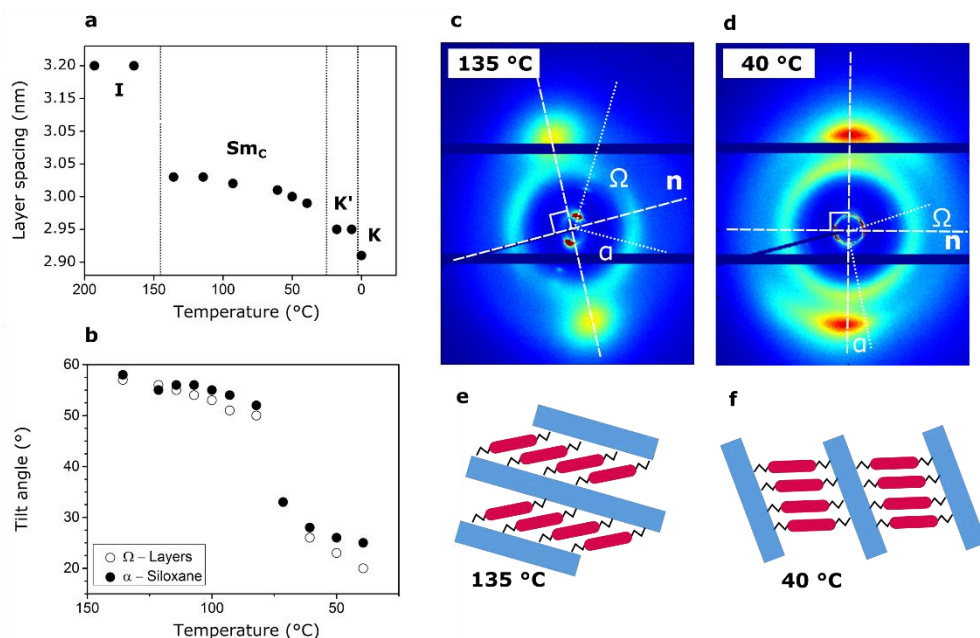 a
Layer spacing (nm)
3.20
3.15
3.05
3.05
3.00
2.95
2.90
I
SmC
K'
K
200 150 100 50 0
Temperature (°C)
b
Tilt angle (°)
60
50
40
30
20
Ω – Layers
α – Siloxane
150 100 50
Temperature (°C)
c
135 °C
Ω
n
α
d
40 °C
Ω
n
α
e
135 °C
f
40 °C